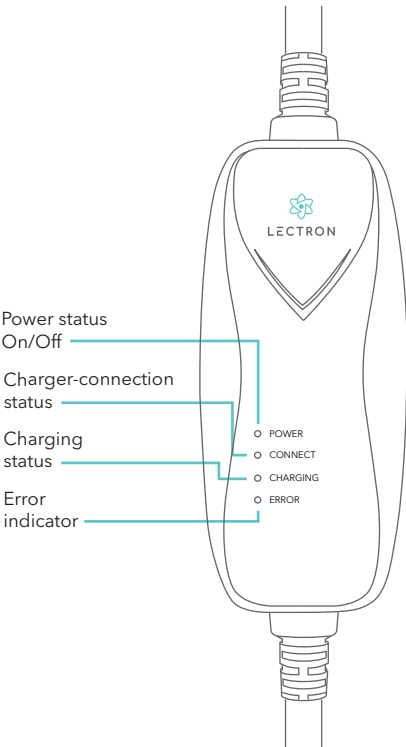 LECTRON
Power status
On/Off
Charger-connection
status
Charging
status
Error
indicator
POWER
CONNECT
CHARGING
ERROR